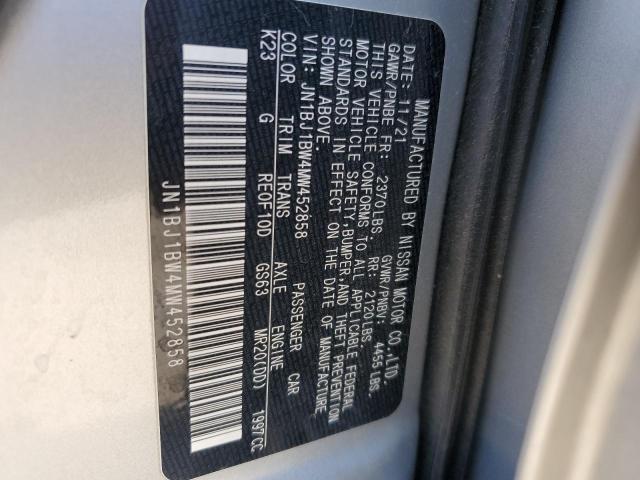 MANUFACTURED BY NISSAN MOTOR CO.,LTD.
DATE: 11/21 GVWR/PNBV: 4455LBS,
GAWR/PNBE FR: 2370LBS, RR: 2120LBS
THIS VEHICLE CONFORMS TO ALL APPLICABLE FEDERAL
MOTOR VEHICLE SAFETY,BUMPER,AND THEFT PREVENTION
STANDARDS IN EFFECT ON THE DATE OF MANUFACTURE
SHOWN ABOVE.
VIN: JN1BJ1BW4MW452858 PASSENGER CAR
COLOR TRIM TRANS AXLE ENGINE
K23 G RE0F10D GS63 MR20(DD) 1997CC
JN1BJ1BW4MW452858